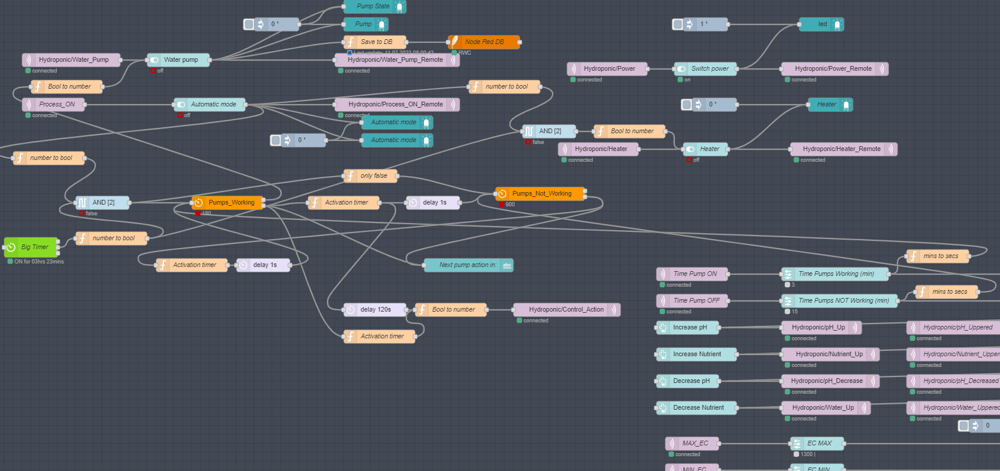 Pump State
0 ¹
Pump
1 ¹
led
Save to DB
Node Red DB
Last update: 11.07.2023 08:00:43
RWC
Hydroponic/Water_Pump
connected
Water pump
off
Hydroponic/Water_Pump_Remote
connected
Hydroponic/Power
connected
Switch power
on
Hydroponic/Power_Remote
connected
Bool to number
number to bool
Process_ON
connected
Automatic mode
off
Hydroponic/Process_ON_Remote
connected
0 ¹
Heater
Automatic mode
0 ¹
Automatic mode
AND [2]
false
Bool to number
Hydroponic/Heater
connected
Heater
off
Hydroponic/Heater_Remote
connected
number to bool
only false
AND [2]
false
Pumps_Working
180
Activation timer
delay 1s
Pumps_Not_Working
900
number to bool
Big Timer
ON for 03hrs 23mins
Activation timer
delay 1s
Next pump action in:
abc
mins to secs
Time Pump ON
connected
Time Pumps Working (min)
3
mins to secs
Time Pump OFF
connected
Time Pumps NOT Working (min)
15
delay 120s
Bool to number
Hydroponic/Control_Action
connected
Activation timer
Increase pH
Hydroponic/pH_Up
connected
Hydroponic/pH_Uppered
connected
Increase Nutrient
Hydroponic/Nutrient_Up
connected
Hydroponic/Nutrient_Upper
connected
Decrease pH
Hydroponic/pH_Decrease
connected
Hydroponic/pH_Decreased
connected
Decrease Nutrient
Hydroponic/Water_Up
connected
Hydroponic/Water_Uppered
connected
0
MAX_EC
connected
EC MAX
1300 |
MIN_EC
EC MIN